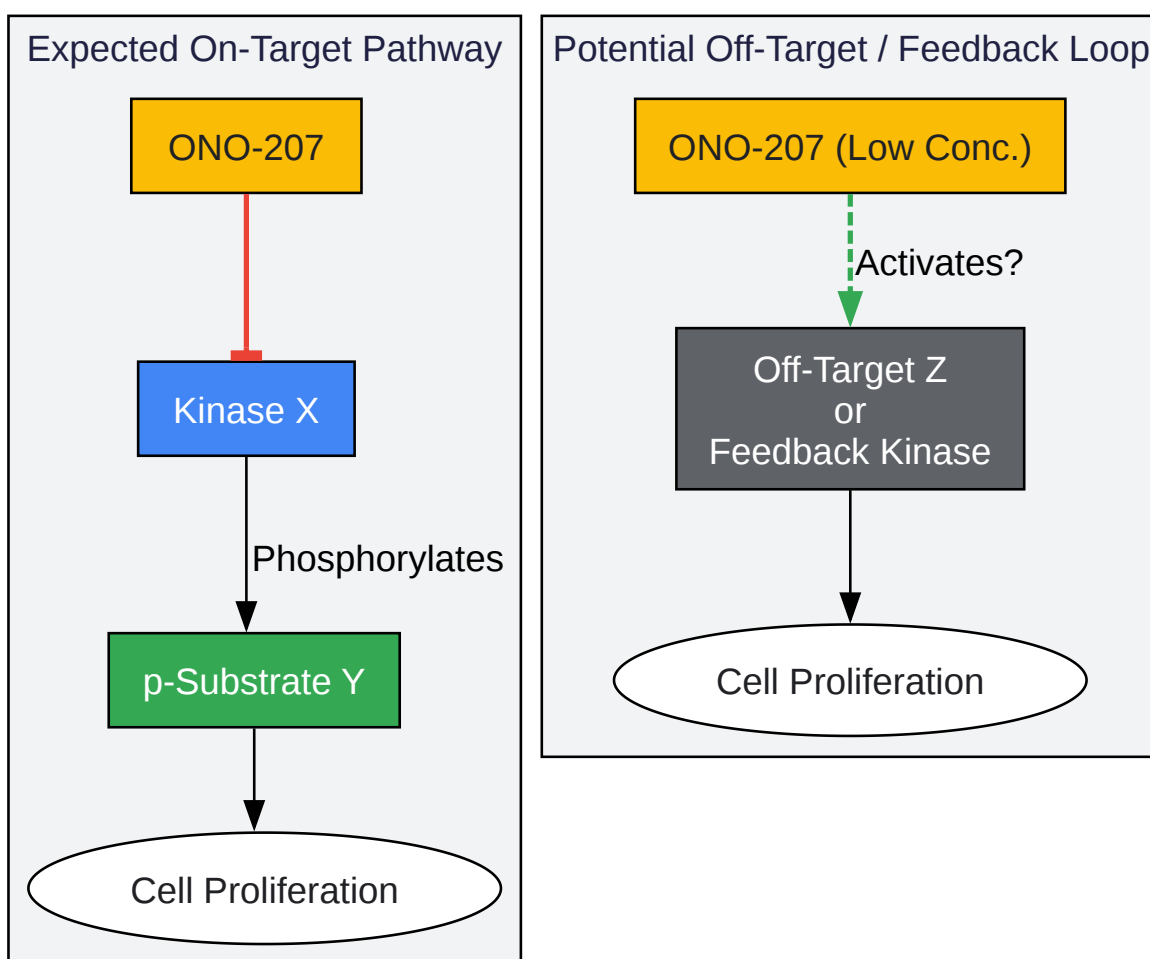 Expected On-Target Pathway
ONO-207
Kinase X
Phosphorylates
p-Substrate Y
Cell Proliferation
Potential Off-Target / Feedback Loop
ONO-207 (Low Conc.)
Activates?
Off-Target Z
or
Feedback Kinase
Cell Proliferation